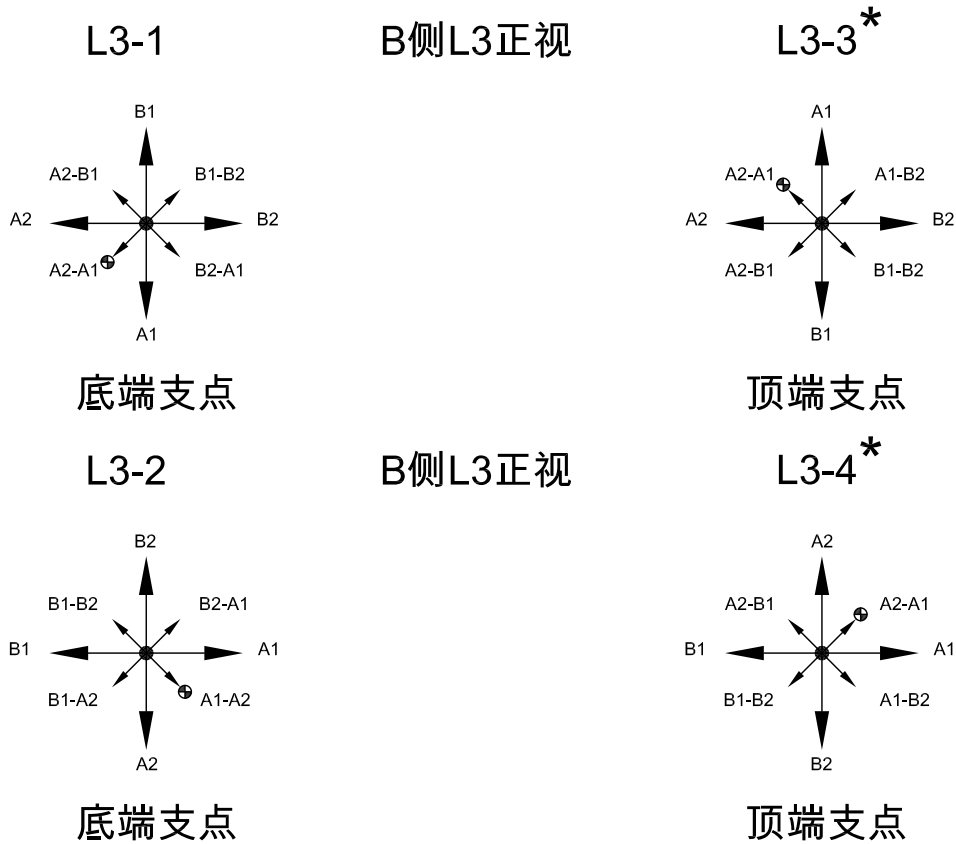 L3-1 B侧L3正视 L3-3*
B1 A1
A2-B1 B1-B2 A2-A1 A1-B2
A2 B2 A2 B2
A2-A1 B2-A1 A2-B1 B1-B2
A1 B1
底端支点 顶端支点
L3-2 B侧L3正视 L3-4*
B2 A2
B1-B2 B2-A1 A2-B1 A2-A1
B1 A1 B1 A1
B1-A2 A1-A2 B1-B2 A1-B2
A2 B2
底端支点 顶端支点